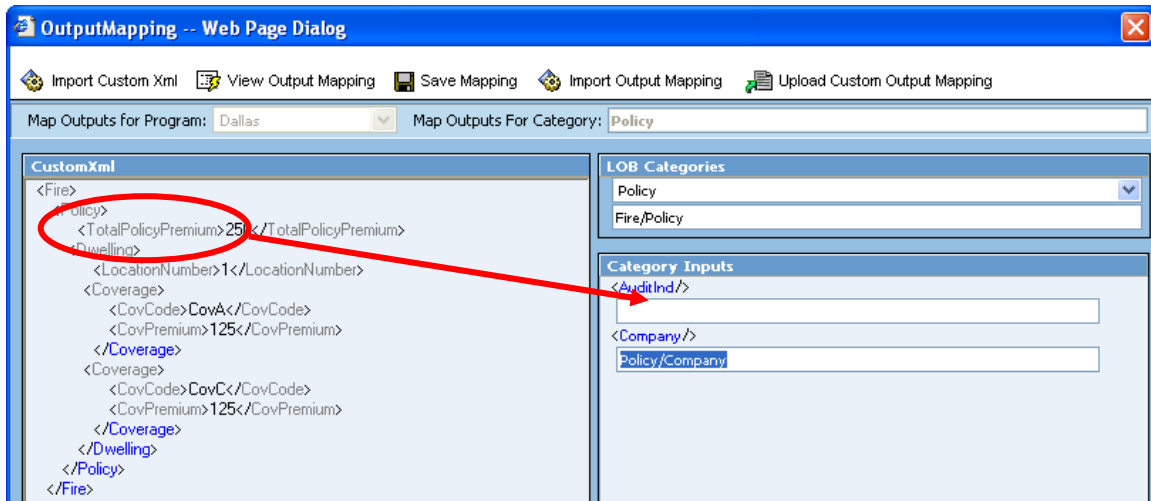 OutputMapping -- Web Page Dialog
Import Custom Xml View Output Mapping Save Mapping Import Output Mapping Upload Custom Output Mapping
Map Outputs for Program: Dallas Map Outputs For Category: Policy
CustomXml
<Fire>
<Policy>
<TotalPolicyPremium>250</TotalPolicyPremium>
<Dwelling>
<LocationNumber>1</LocationNumber>
<Coverage>
<CovCode>CovA</CovCode>
<CovPremium>125</CovPremium>
</Coverage>
<Coverage>
<CovCode>CovC</CovCode>
<CovPremium>125</CovPremium>
</Coverage>
</Dwelling>
</Policy>
</Fire>
LOB Categories
Policy
Fire/Policy
Category Inputs
<AuditInd/>
<Company/>
Policy/Company